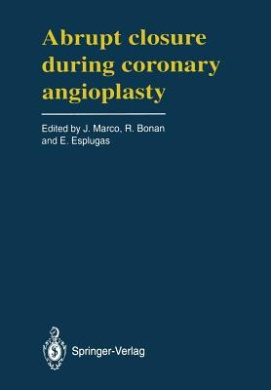 Abrupt closure
during coronary
angioplasty
Edited by J. Marco, R. Bonan
and E. Esplugas
Springer-Verlag